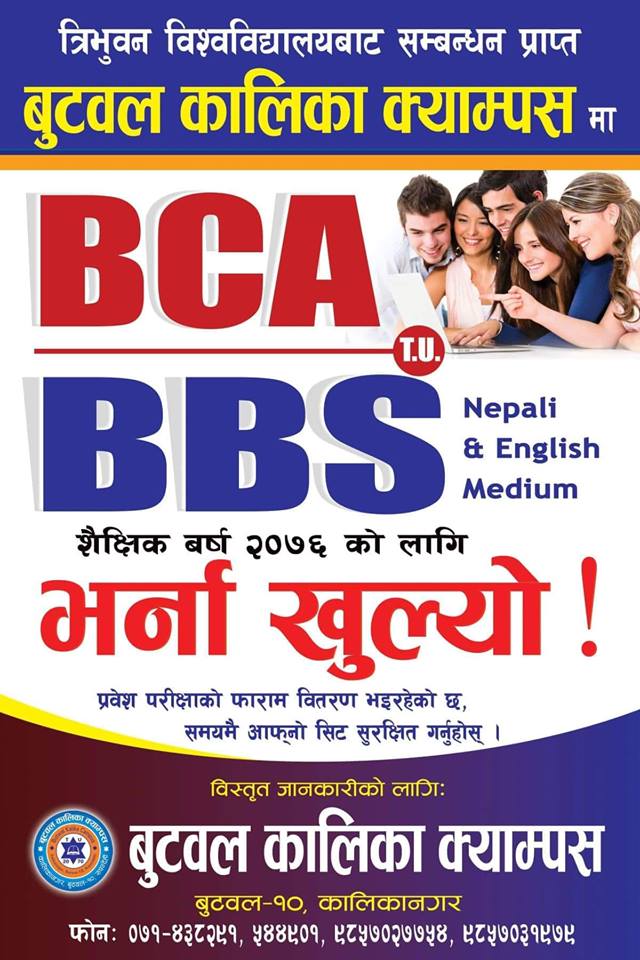 त्रिभुवन विश्वविद्यालयबाट सम्बन्धन प्राप्त
बुटवल कालिका क्याम्पस मा
BCA
T.U.
BBS
Nepali
& English
Medium
शैक्षिक बर्ष २०७६ को लागि
भर्ना खुल्यो !
प्रवेश परीक्षाको फाराम वितरण भइरहेको छ,
समयमै आफ्नो सिट सुरक्षित गर्नुहोस् ।
विस्तृत जानकारीको लागि:
बुटवल कालिका क्याम्पस
बुटवल-१०, कालिकानगर
फोन: ०७१-४३८२९१, ५४४९०१, ९८५७०२७७५४, ९८५७०३१९७९